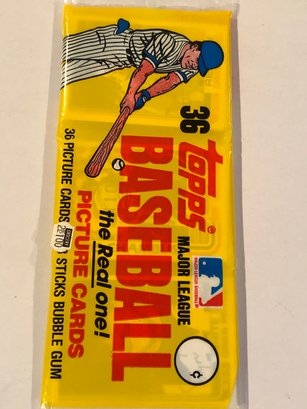 36
topps®
MAJOR LEAGUE
BASEBALL
the Real one!
PICTURE CARDS
36 PICTURE CARDS STICKS BUBBLE GUM
¢